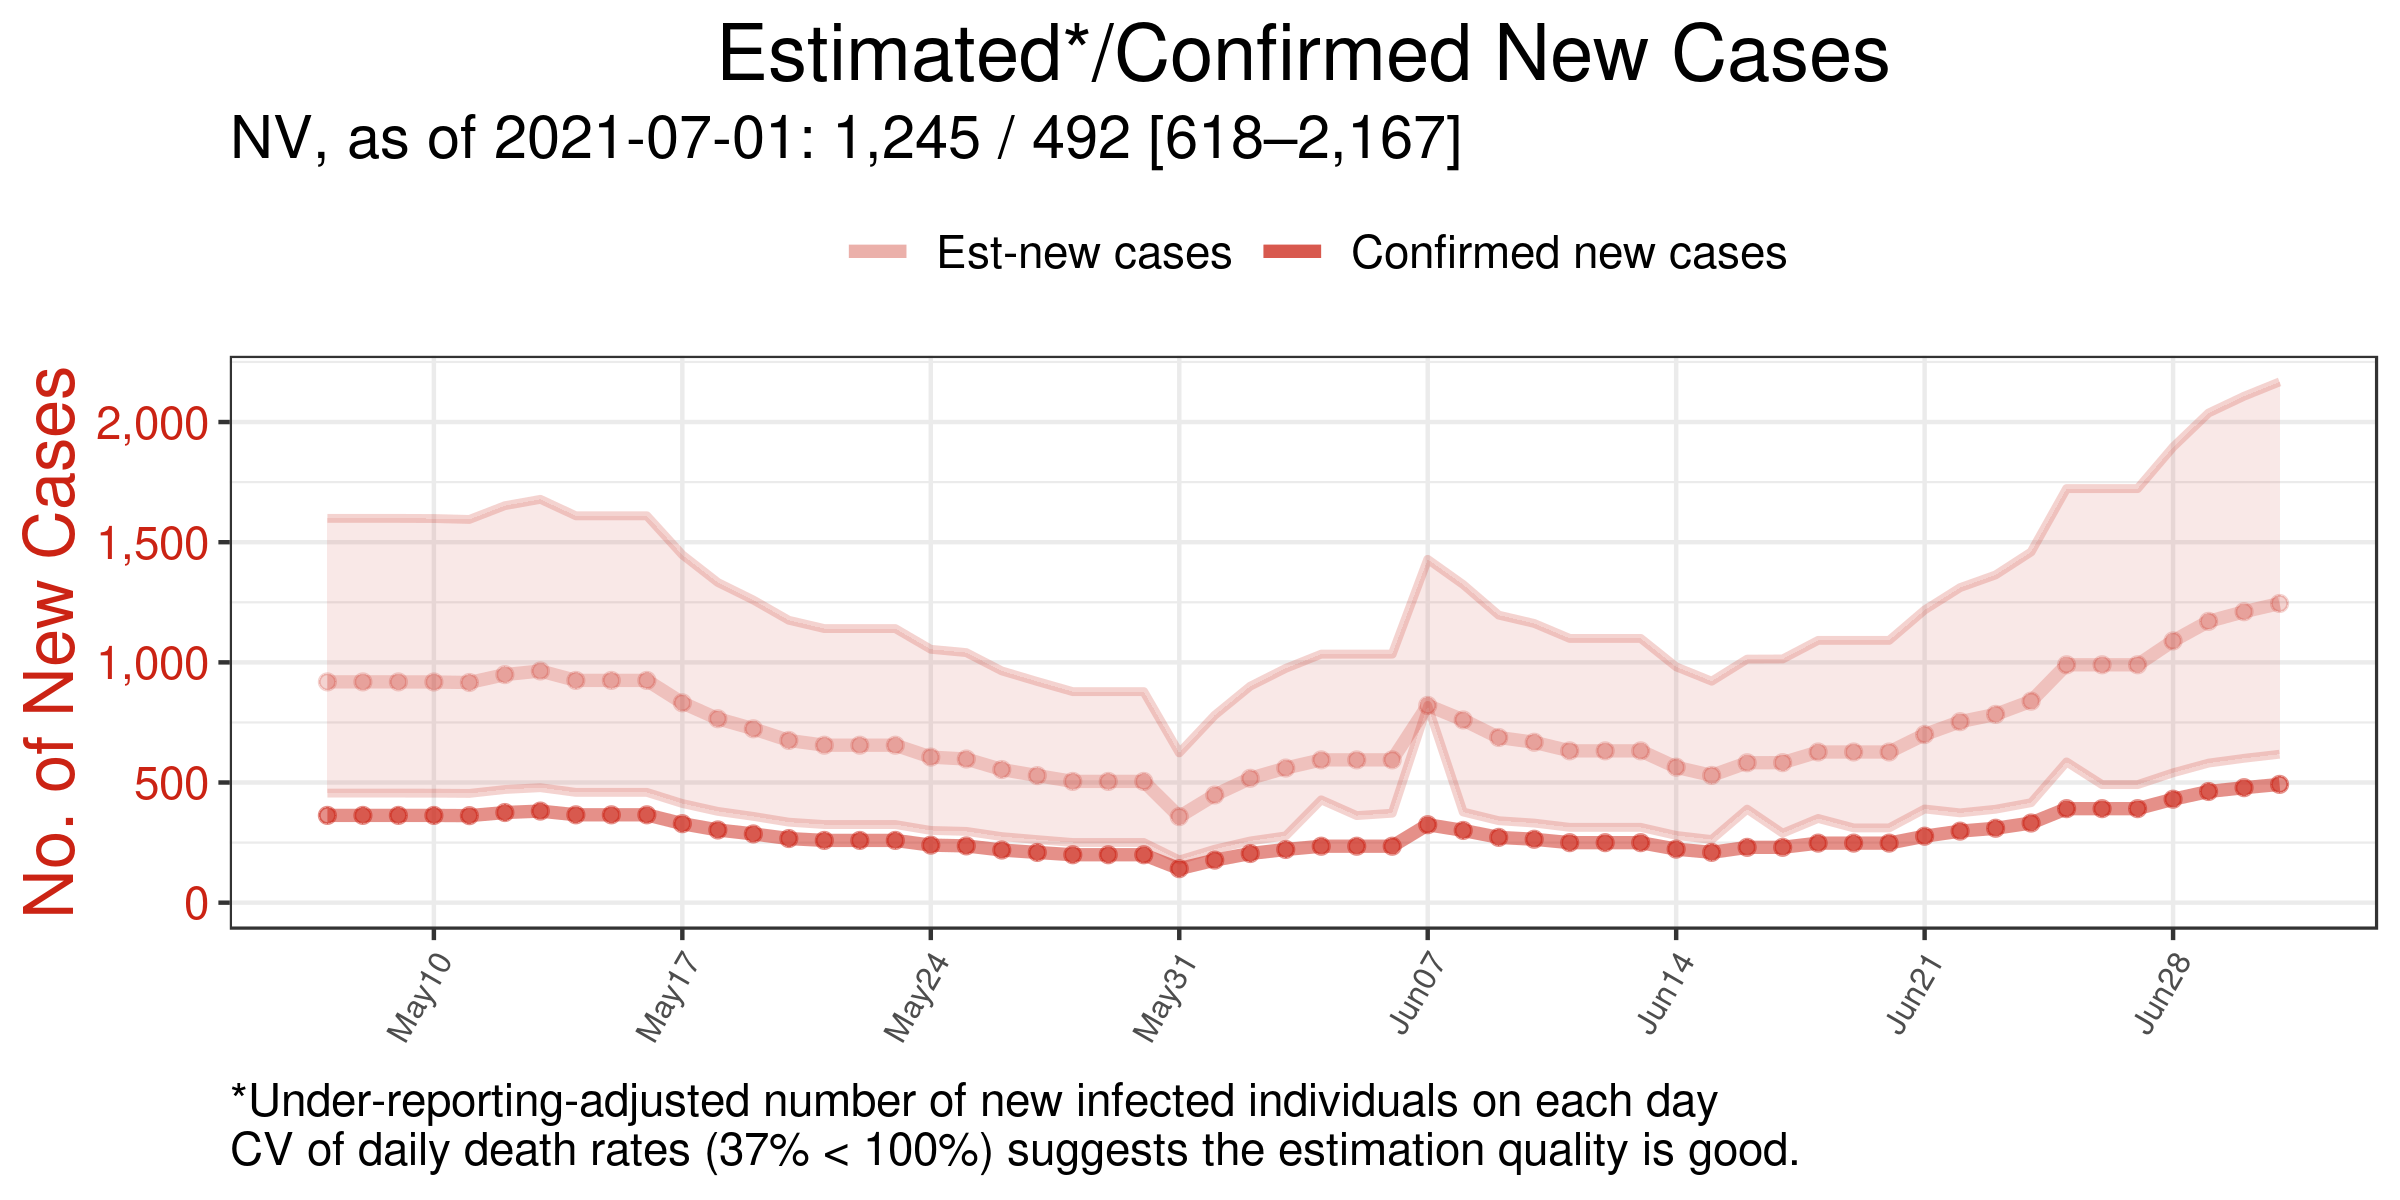 Estimated*/Confirmed New Cases
NV, as of 2021-07-01: 1,245 / 492 [618–2,167]
Est-new cases
Confirmed new cases
No. of New Cases
2,000
1,500
1,000
500
0
May10
May17
May24
May31
Jun07
Jun14
Jun21
Jun28
*Under-reporting-adjusted number of new infected individuals on each day
CV of daily death rates (37% < 100%) suggests the estimation quality is good.